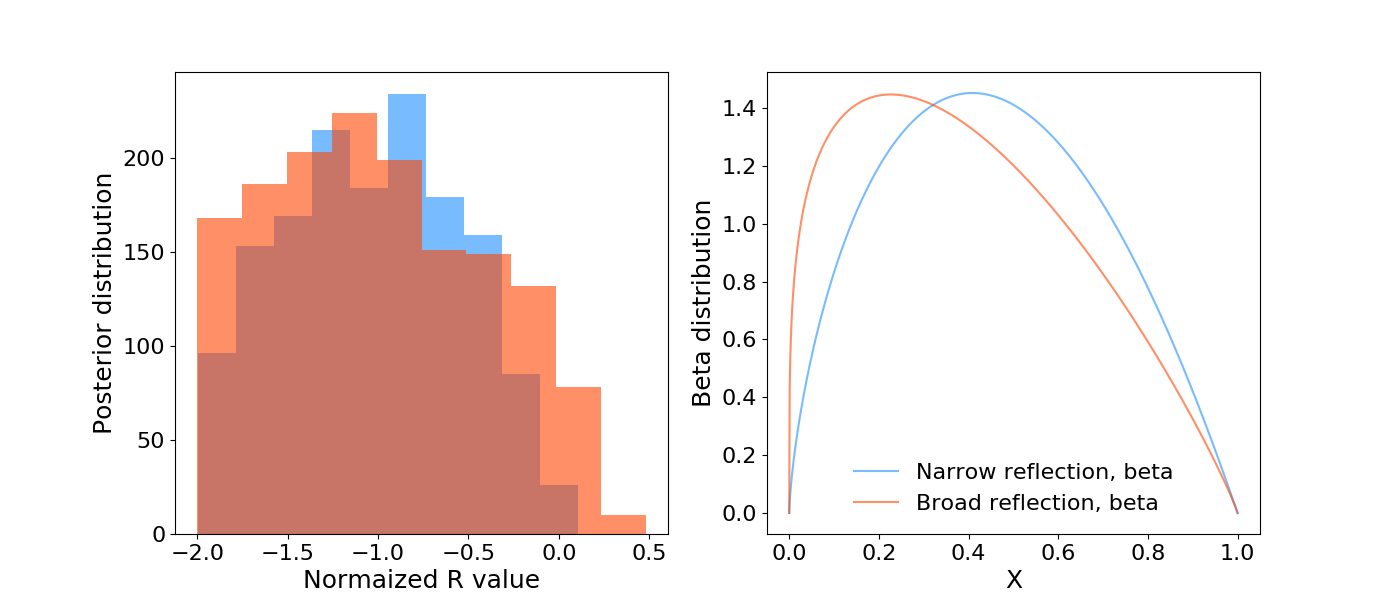 Posterior distribution
200
150
100
50
0
−2.0 −1.5 −1.0 −0.5 0.0 0.5
Normaized R value
Beta distribution
1.4
1.2
1.0
0.8
0.6
0.4
0.2
0.0
Narrow reflection, beta
Broad reflection, beta
0.0 0.2 0.4 0.6 0.8 1.0
X